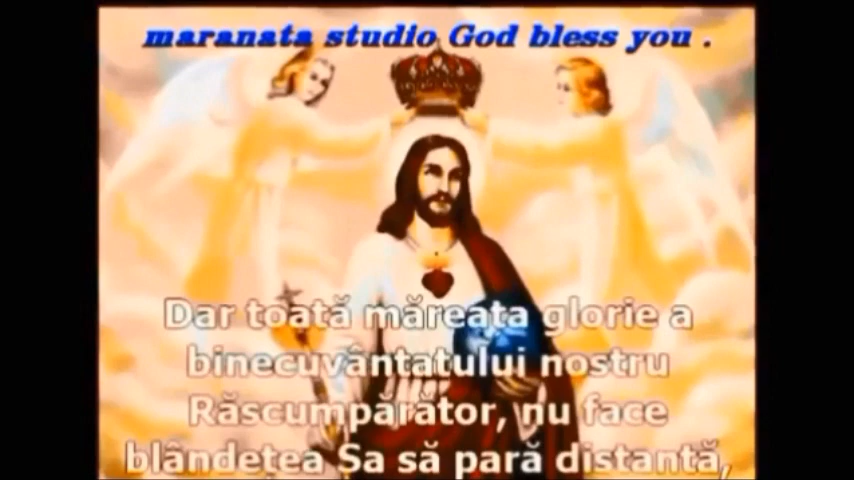 maranata studio God bless you .
Dar toată măreata glorie a
binecuvântatului nostru
Răscumpărător, nu face
blândetea Sa să pară distantă,